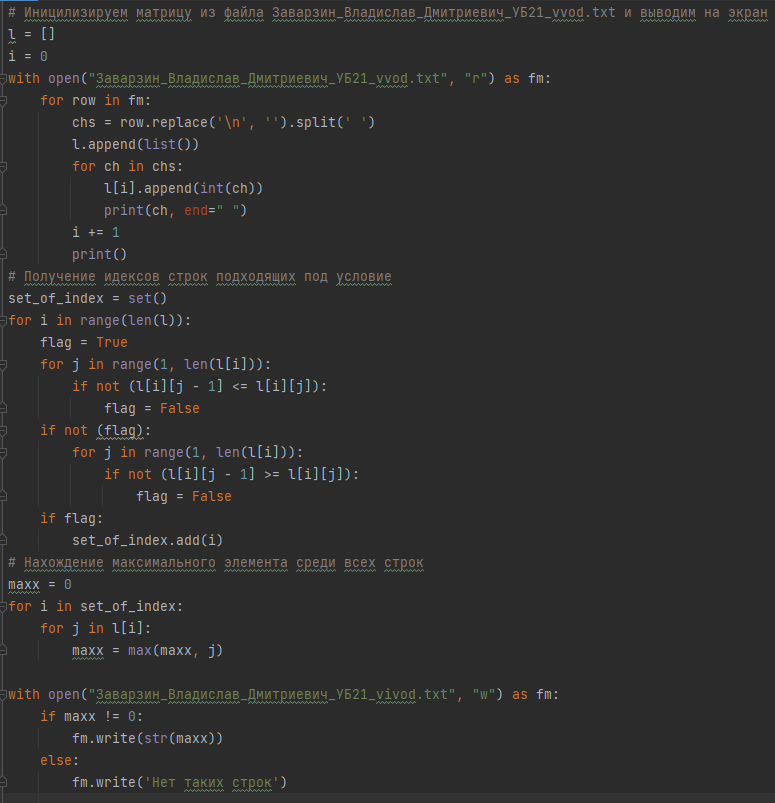 # Иницилизируем матрицу из файла Заварзин_Владислав_Дмитриевич_УБ21_vvod.txt и выводим на экран
l = []
i = 0
with open("Заварзин_Владислав_Дмитриевич_УБ21_vvod.txt", "r") as fm:
    for row in fm:
        chs = row.replace('\n', '').split(' ')
        l.append(list())
        for ch in chs:
            l[i].append(int(ch))
            print(ch, end=" ")
        i += 1
        print()
# Получение идексов строк подходящих под условие
set_of_index = set()
for i in range(len(l)):
    flag = True
    for j in range(1, len(l[i])):
        if not (l[i][j - 1] <= l[i][j]):
            flag = False
    if not (flag):
        for j in range(1, len(l[i])):
            if not (l[i][j - 1] >= l[i][j]):
                flag = False
    if flag:
        set_of_index.add(i)
# Нахождение максимального элемента среди всех строк
maxx = 0
for i in set_of_index:
    for j in l[i]:
        maxx = max(maxx, j)

with open("Заварзин_Владислав_Дмитриевич_УБ21_vivod.txt", "w") as fm:
    if maxx != 0:
        fm.write(str(maxx))
    else:
        fm.write('Нет таких строк')